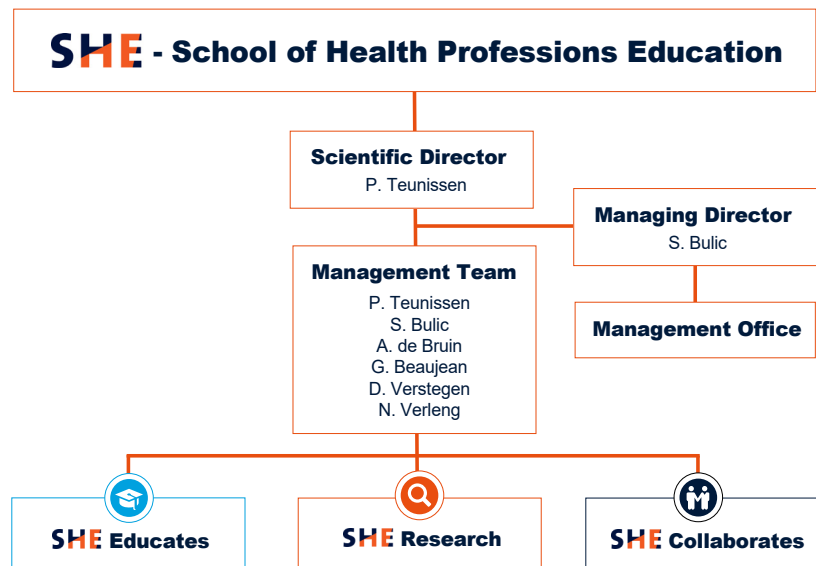 SHE - School of Health Professions Education
Scientific Director
P. Teunissen
Managing Director
S. Bulic
Management Team
P. Teunissen
S. Bulic
A. de Bruin
G. Beaujean
D. Verstegen
N. Verleng
Management Office
SHE Educates
SHE Research
SHE Collaborates